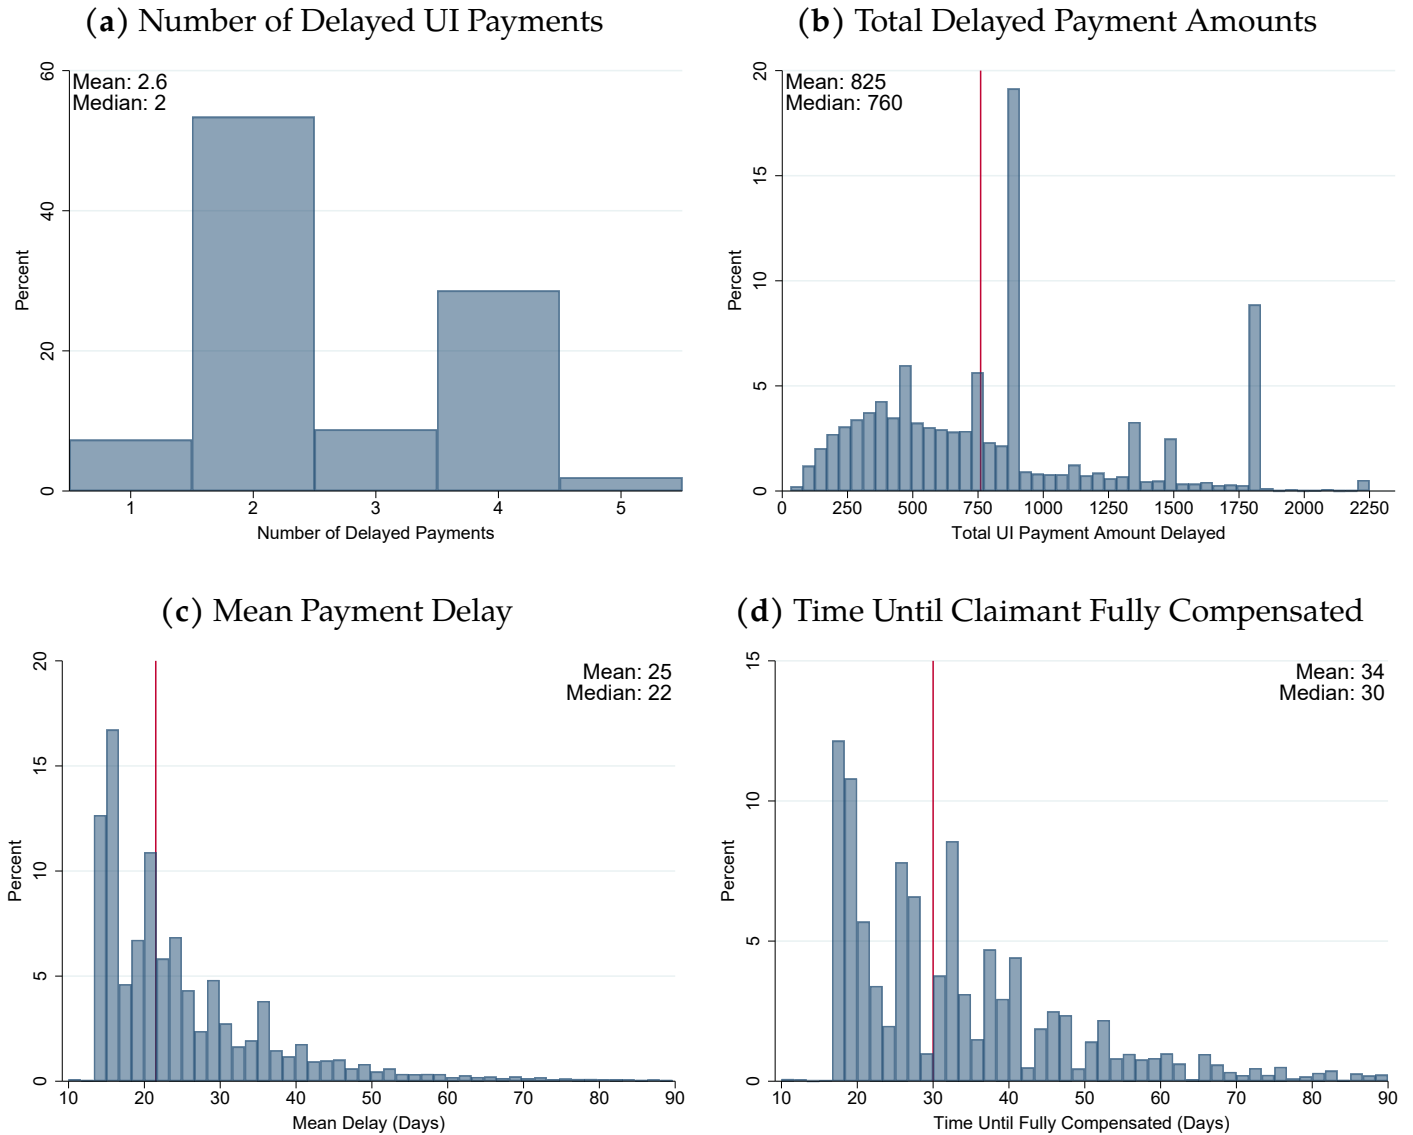 (a) Number of Delayed UI Payments
Mean: 2.6
Median: 2
Percent
60
40
20
0
1 2 3 4 5
Number of Delayed Payments
(b) Total Delayed Payment Amounts
Mean: 825
Median: 760
Percent
20
15
10
5
0
0 250 500 750 1000 1250 1500 1750 2000 2250
Total UI Payment Amount Delayed
(c) Mean Payment Delay
Mean: 25
Median: 22
Percent
20
15
10
5
0
10 20 30 40 50 60 70 80 90
Mean Delay (Days)
(d) Time Until Claimant Fully Compensated
Mean: 34
Median: 30
Percent
15
10
5
0
10 20 30 40 50 60 70 80 90
Time Until Fully Compensated (Days)